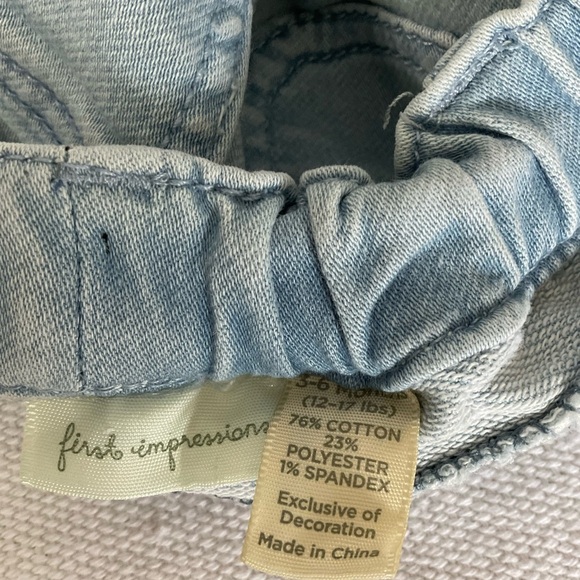 first impressions
3-6 Months
(12-17 lbs)
76% COTTON
23%
POLYESTER
1% SPANDEX
Exclusive of
Decoration
Made in China